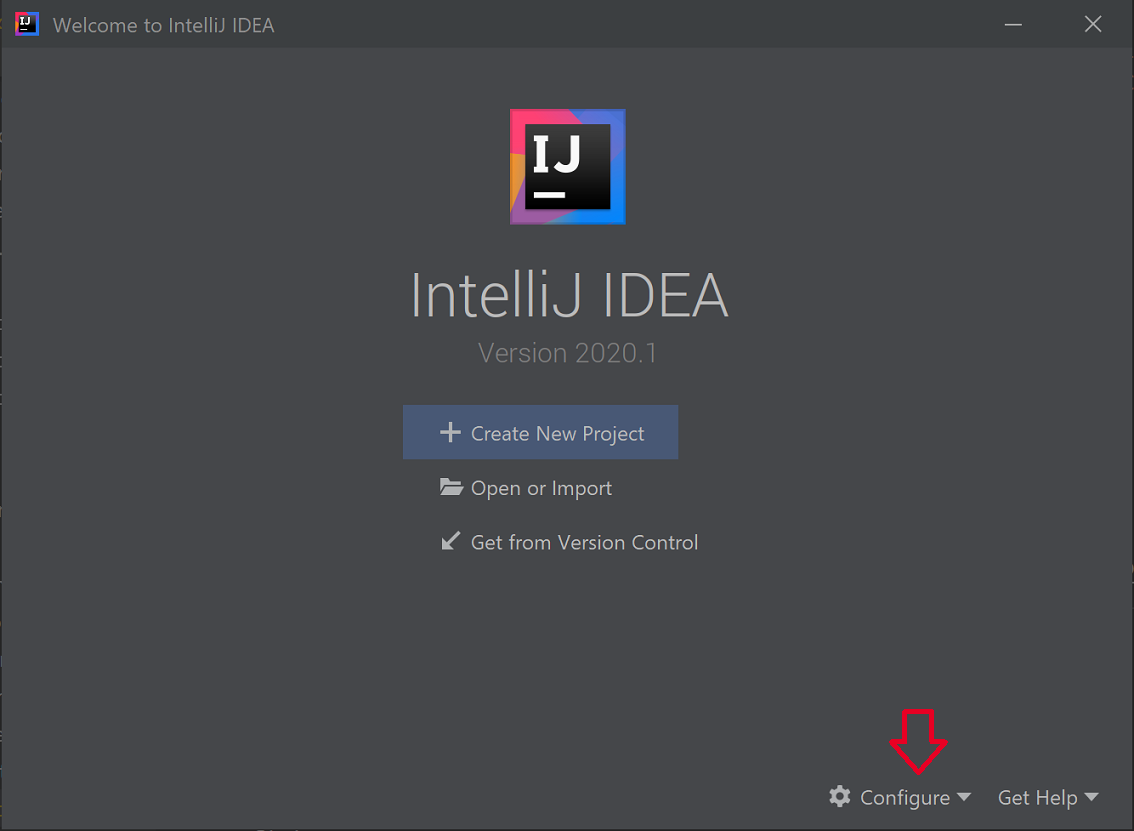 Welcome to IntelliJ IDEA
IJ
IntelliJ IDEA
Version 2020.1
Create New Project
Open or Import
Get from Version Control
Configure
Get Help